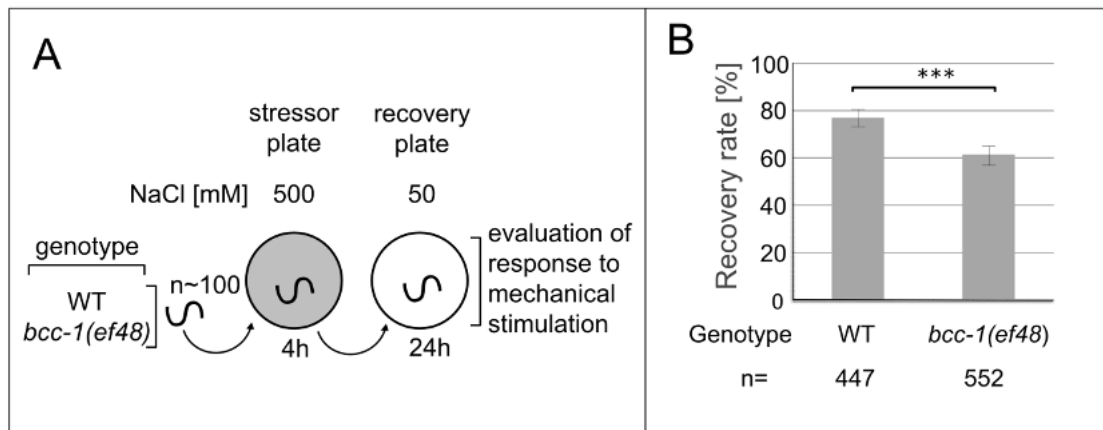 A
stressor
plate
recovery
plate
NaCl [mM]
500
50
genotype
WT
bcc-1(ef48)
n~100
4h
24h
evaluation of
response to
mechanical
stimulation
B
Recovery rate [%]
100
80
60
40
20
0
***
Genotype WT bcc-1(ef48)
n= 447 552